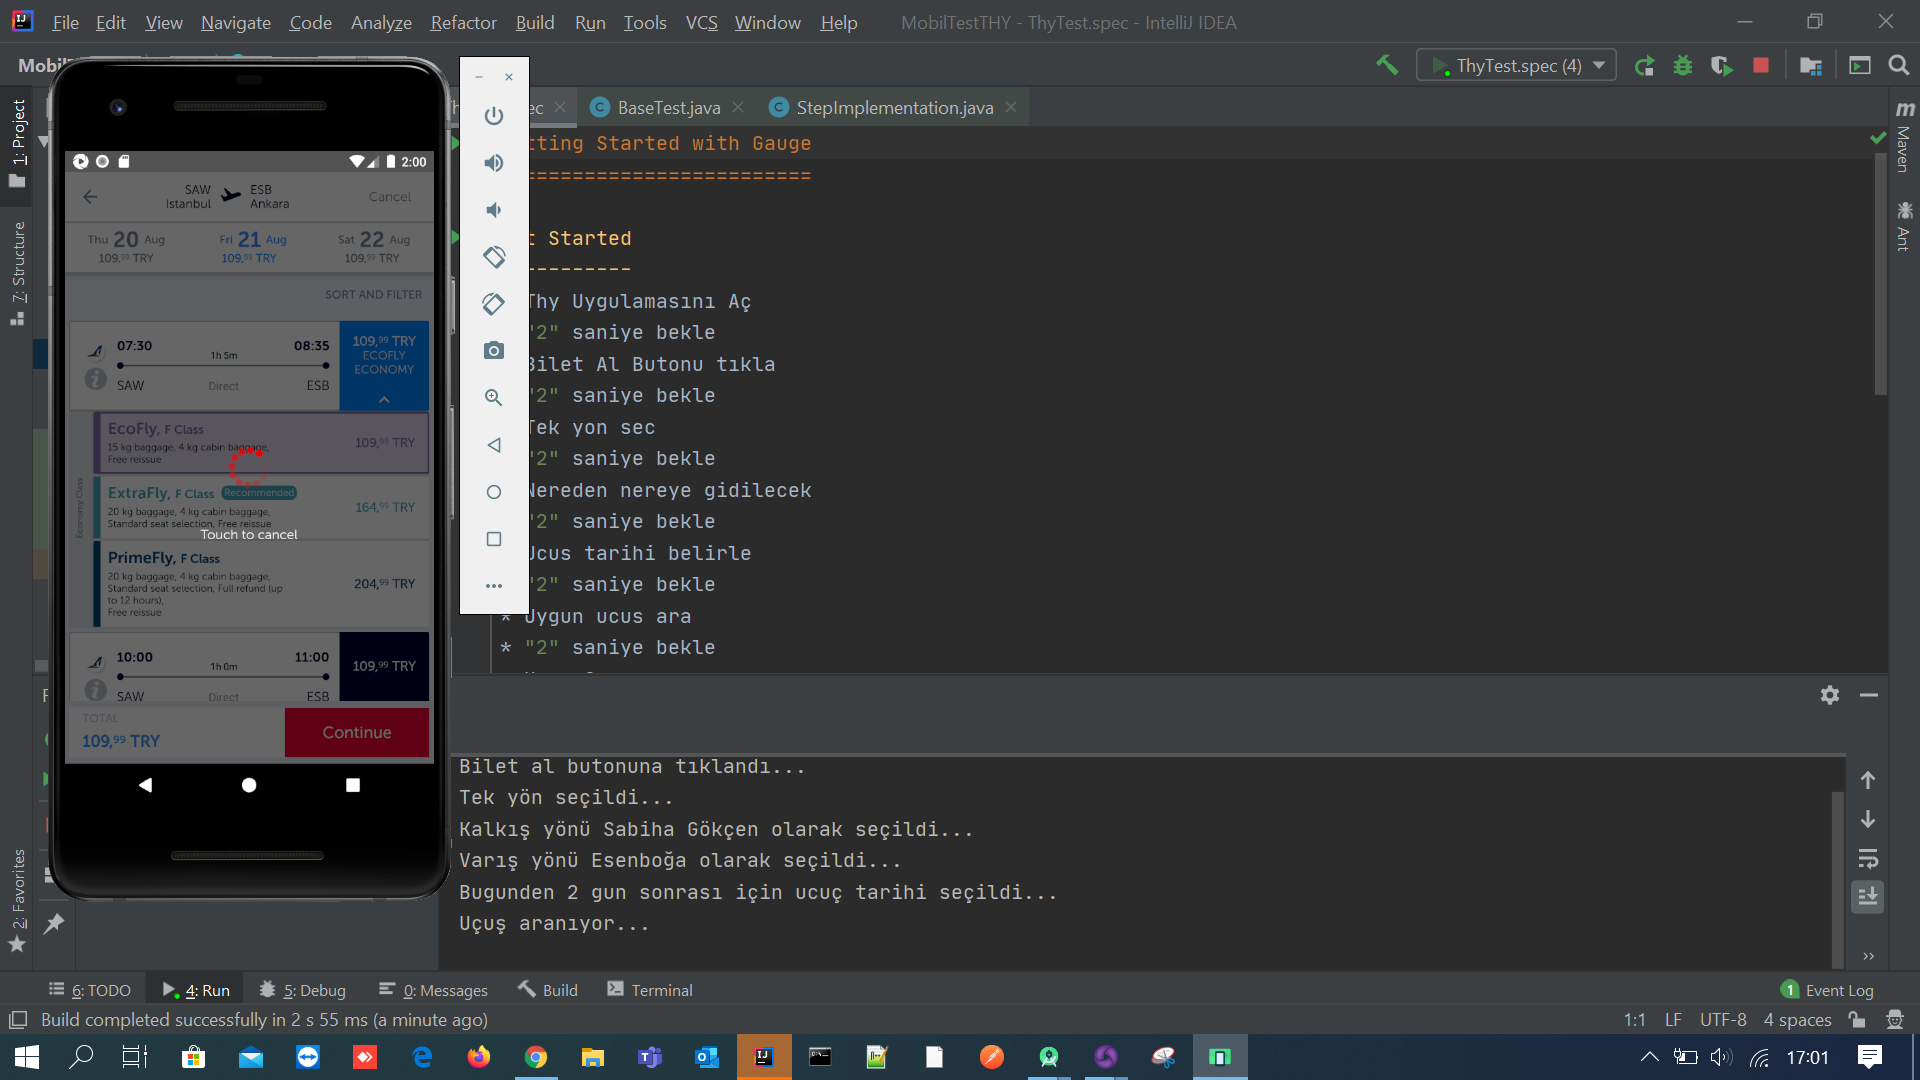 File Edit View Navigate Code Analyze Refactor Build Run Tools VCS Window Help MobilTestTHY - ThyTest.spec - IntelliJ IDEA
ThyTest.spec (4)
BaseTest.java
StepImplementation.java
1: Project
7: Structure
2: Favorites
Maven
Ant
2:00
SAW
Istanbul
ESB
Ankara
Cancel
Thu 20 Aug
109,99 TRY
Fri 21 Aug
109,99 TRY
Sat 22 Aug
109,99 TRY
SORT AND FILTER
07:30
08:35
1h 5m
SAW
Direct
ESB
109,99 TRY
ECOFLY
ECONOMY
Economy Class
EcoFly, F Class
15 kg baggage, 4 kg cabin baggage,
Free reissue
109,99 TRY
ExtraFly, F Class Recommended
20 kg baggage, 4 kg cabin baggage,
Standard seat selection, Free reissue
164,99 TRY
Touch to cancel
PrimeFly, F Class
20 kg baggage, 4 kg cabin baggage,
Standard seat selection, Full refund (up
to 12 hours),
Free reissue
204,99 TRY
10:00
11:00
1h 0m
SAW
Direct
ESB
109,99 TRY
TOTAL
109,99 TRY
Continue
Started with Gauge
========================
Started
---------
Thy Uygulamasını Aç
"2" saniye bekle
Bilet Al Butonu tıkla
"2" saniye bekle
Tek yon sec
"2" saniye bekle
Nereden nereye gidilecek
"2" saniye bekle
Ucus tarihi belirle
"2" saniye bekle
* Uygun ucus ara
* "2" saniye bekle
Bilet al butonuna tıklandı...
Tek yön seçildi...
Kalkış yönü Sabiha Gökçen olarak seçildi...
Varış yönü Esenboğa olarak seçildi...
Bugunden 2 gun sonrası için ucuç tarihi seçildi...
Uçuş aranıyor...
6: TODO 4: Run 5: Debug 0: Messages Build Terminal 1 Event Log
Build completed successfully in 2 s 55 ms (a minute ago) 1:1 LF UTF-8 4 spaces
17:01